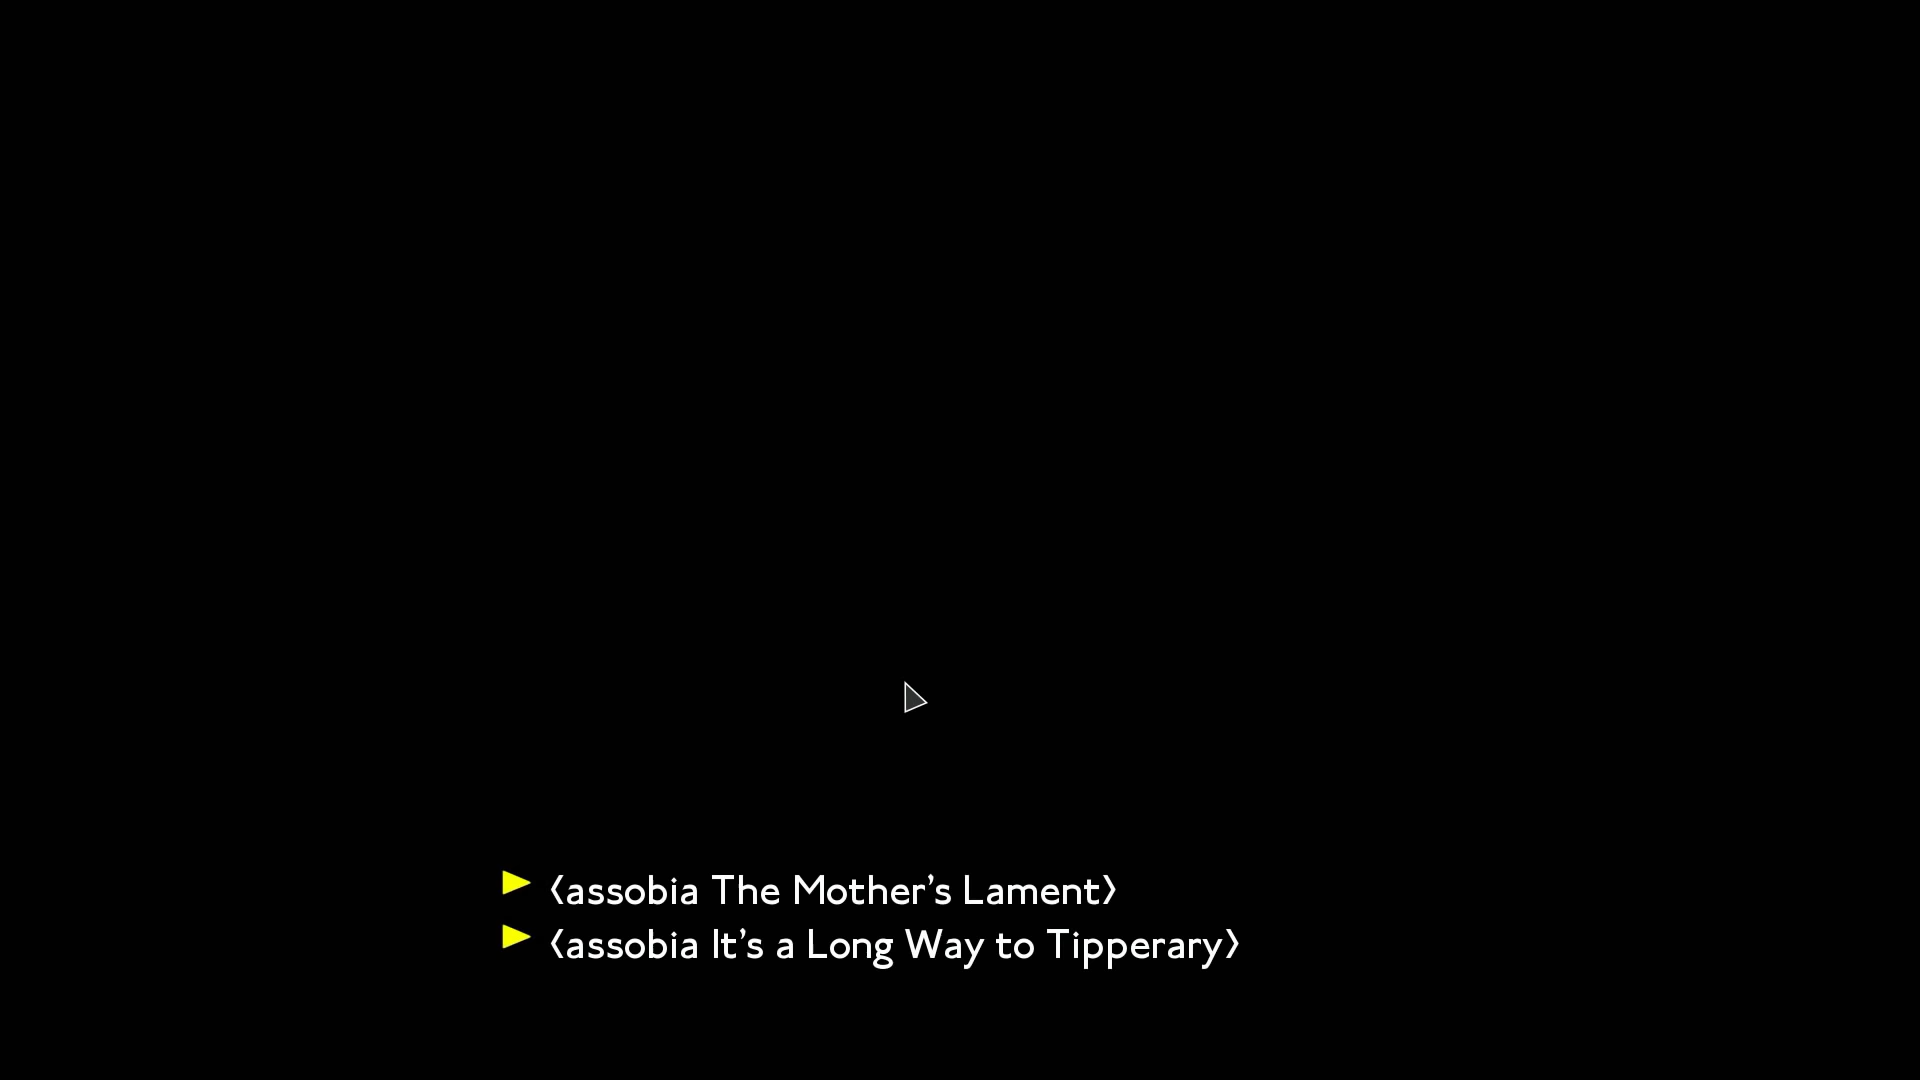 〈assobia The Mother’s Lament〉
〈assobia It’s a Long Way to Tipperary〉